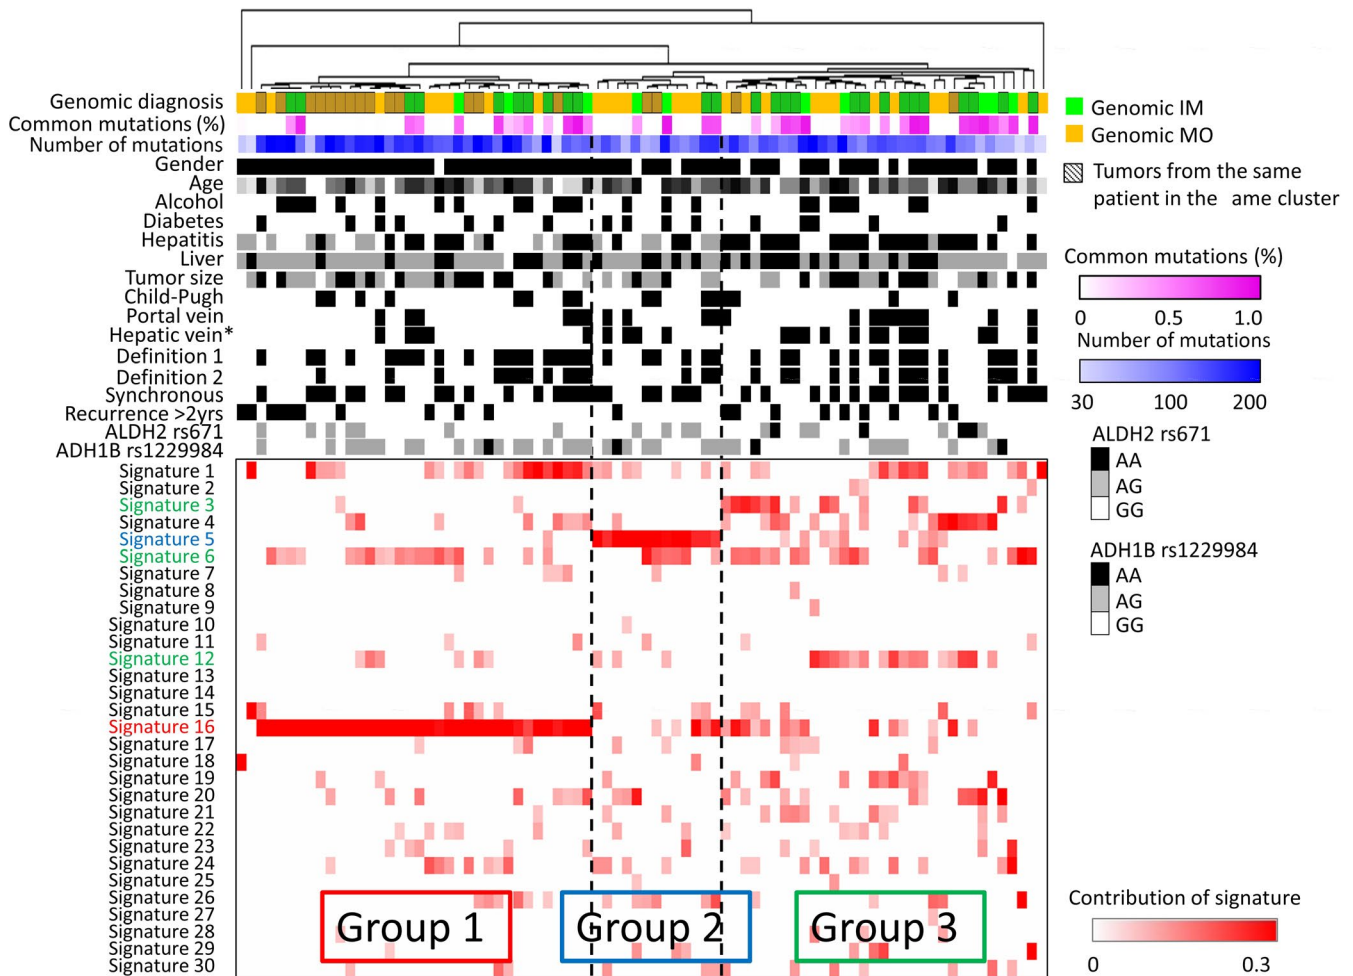 Genomic diagnosis
Common mutations (%)
Number of mutations
Gender
Age
Alcohol
Diabetes
Hepatitis
Liver
Tumor size
Child-Pugh
Portal vein
Hepatic vein*
Definition 1
Definition 2
Synchronous
Recurrence >2yrs
ALDH2 rs671
ADH1B rs1229984
Signature 1
Signature 2
Signature 3
Signature 4
Signature 5
Signature 6
Signature 7
Signature 8
Signature 9
Signature 10
Signature 11
Signature 12
Signature 13
Signature 14
Signature 15
Signature 16
Signature 17
Signature 18
Signature 19
Signature 20
Signature 21
Signature 22
Signature 23
Signature 24
Signature 25
Signature 26
Signature 27
Signature 28
Signature 29
Signature 30
Group 1
Group 2
Group 3
Genomic IM
Genomic MO
Tumors from the same
patient in the ame cluster
Common mutations (%)
0 0.5 1.0
Number of mutations
30 100 200
ALDH2 rs671
AA
AG
GG
ADH1B rs1229984
AA
AG
GG
Contribution of signature
0 0.3